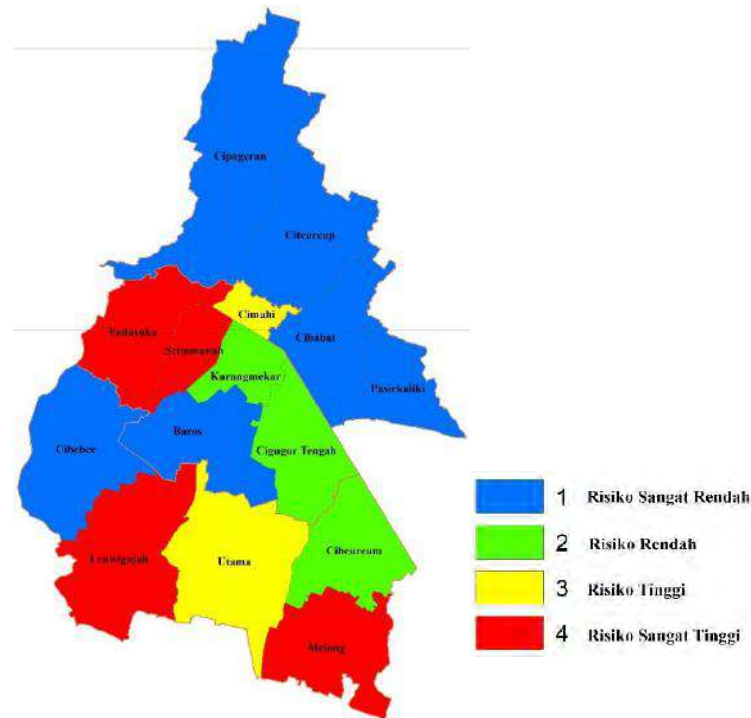 Cipageran
Citeureup
Cimahi
Padasuka
Setiamanah
Cibabat
Karangmekar
Pasirkaliki
Baros
Cibeber
Cigugur Tengah
Leuwigajah
Utama
Cibeureum
Melong
1 Risiko Sangat Rendah
2 Risiko Rendah
3 Risiko Tinggi
4 Risiko Sangat Tinggi